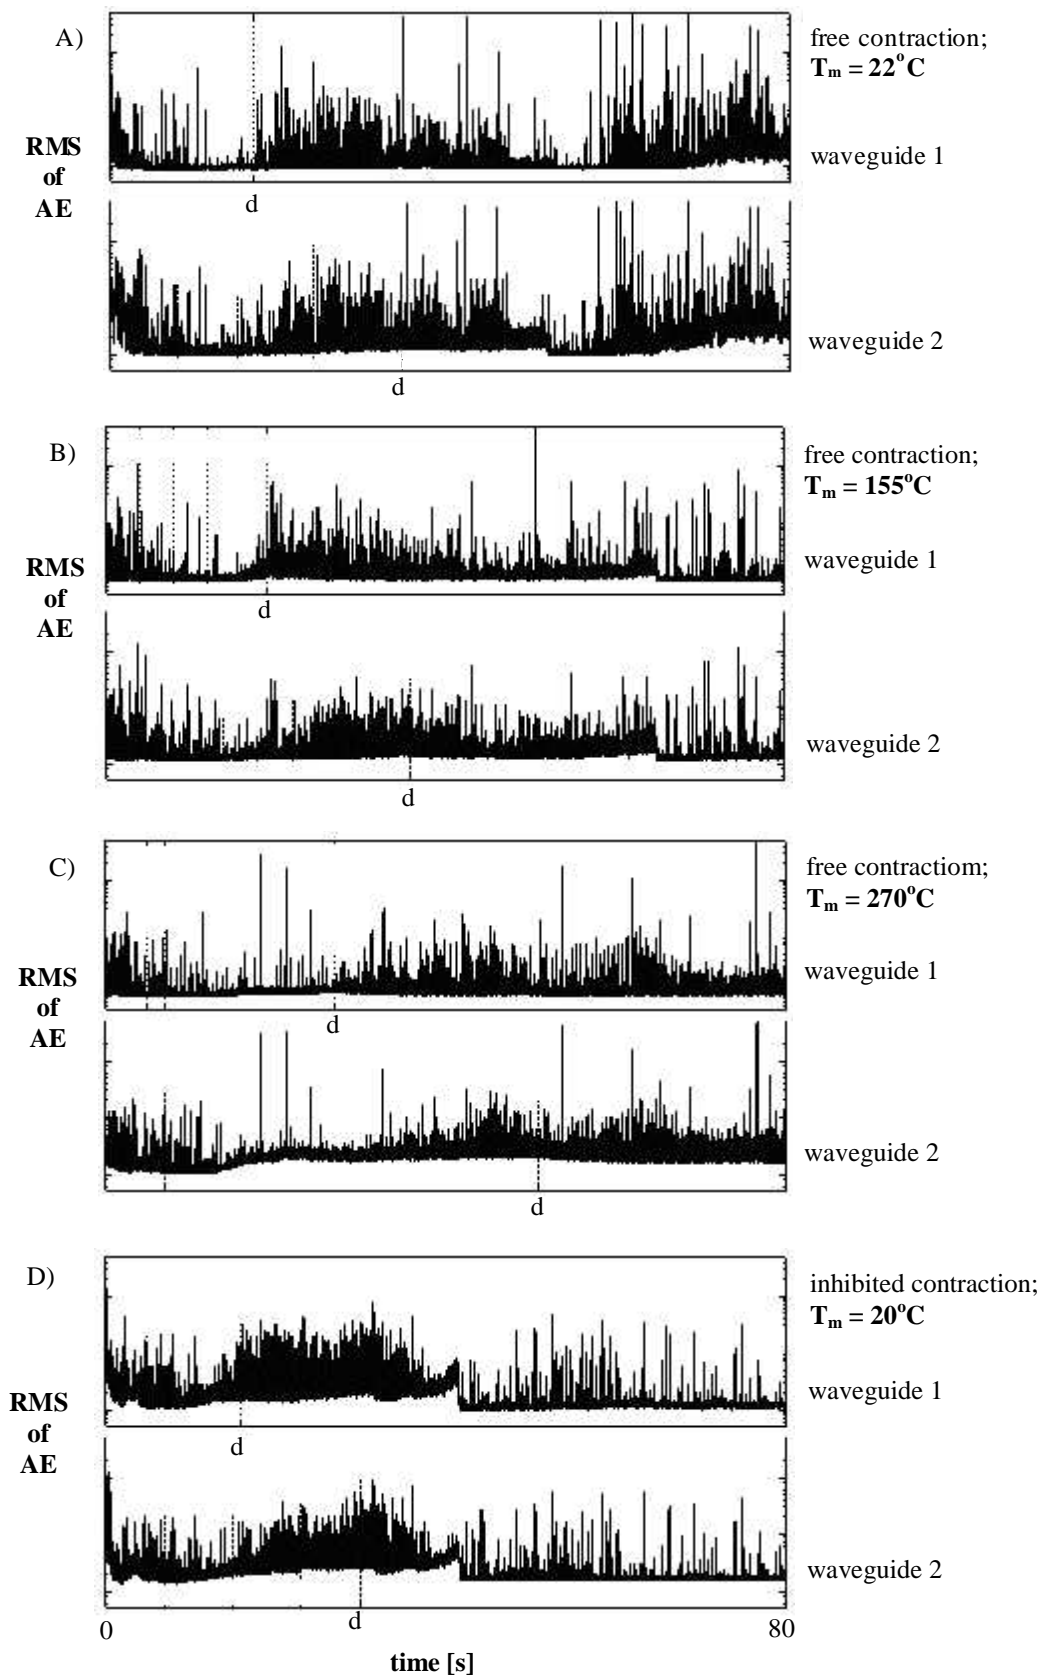 A)
free contraction;
Tm = 22°C
RMS
of
AE
waveguide 1
d
waveguide 2
d
B)
free contraction;
Tm = 155°C
RMS
of
AE
waveguide 1
d
waveguide 2
d
C)
free contractiom;
Tm = 270°C
RMS
of
AE
waveguide 1
d
waveguide 2
d
D)
inhibited contraction;
Tm = 20°C
RMS
of
AE
waveguide 1
d
waveguide 2
d
0
80
time [s]